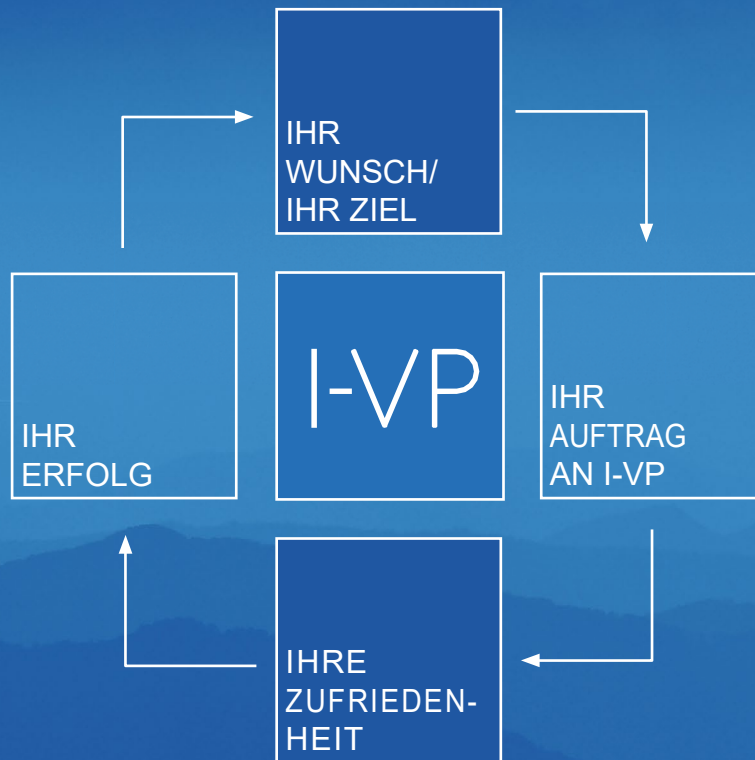 IHR
WUNSCH/
IHR ZIEL
IHR
ERFOLG
I-VP
IHR
AUFTRAG
AN I-VP
IHRE
ZUFRIEDEN-
HEIT